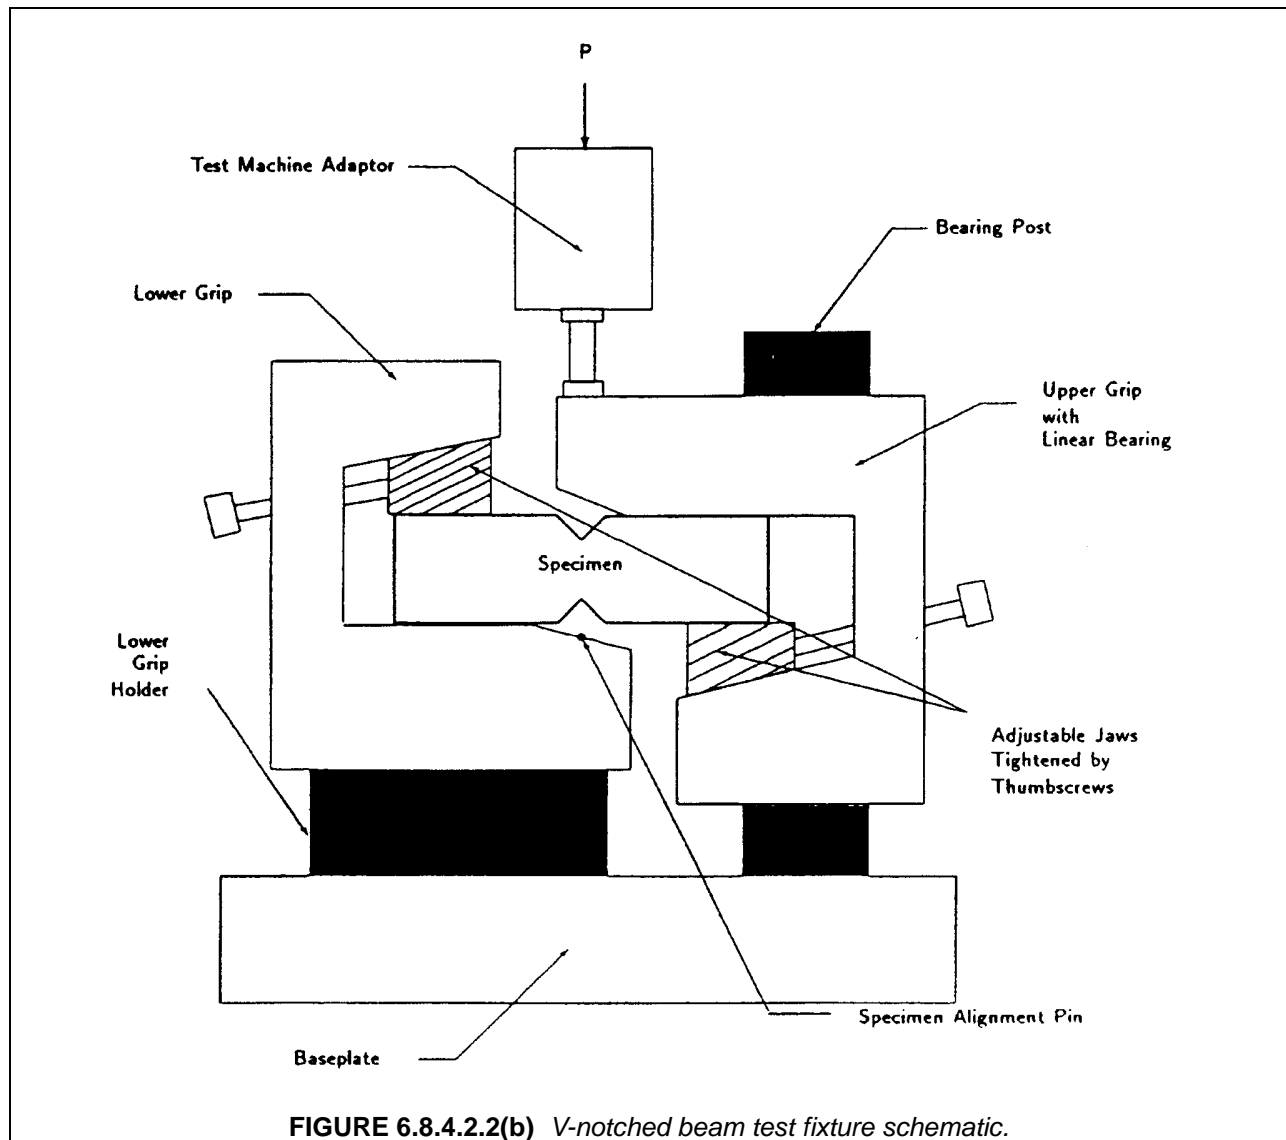 P
Test Machine Adaptor
Bearing Post
Lower Grip
Upper Grip
with
Linear Bearing
Specimen
Lower
Grip
Holder
Adjustable Jaws
Tightened by
Thumbscrews
Specimen Alignment Pin
Baseplate
FIGURE 6.8.4.2.2(b) V-notched beam test fixture schematic.